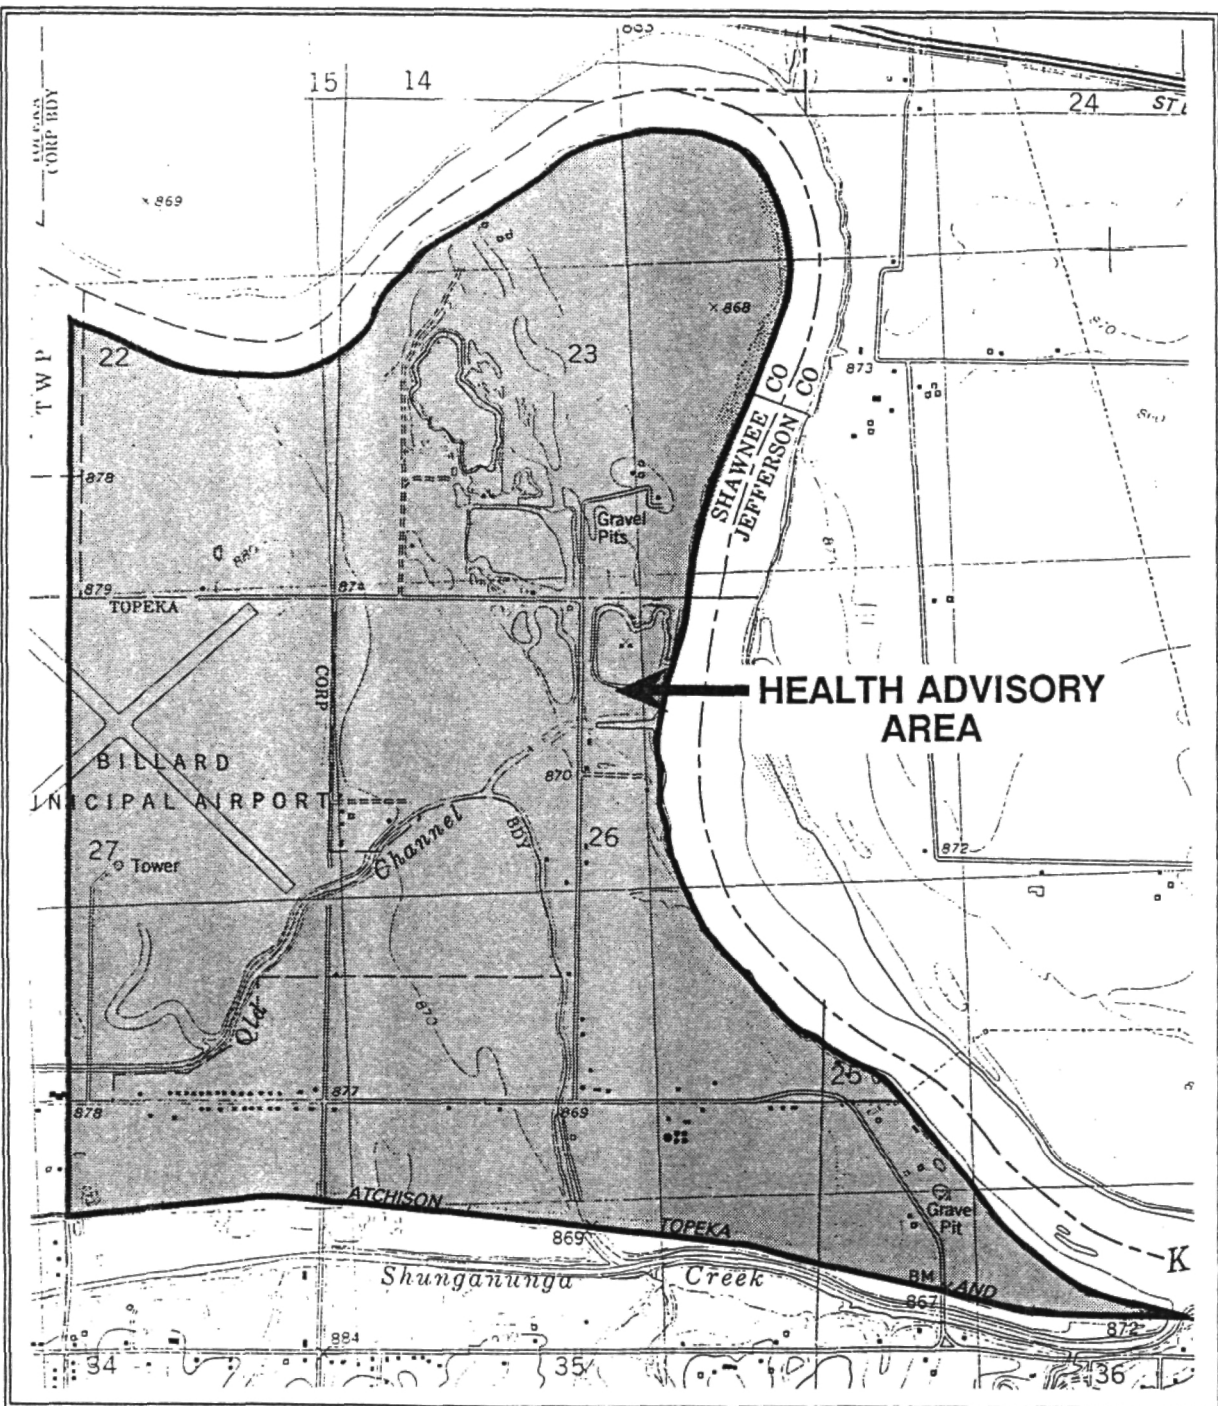 15 14
24 ST
CORP BDY
869
TWP
22
23
868
873
CO
CO
SHAWNEE
JEFFERSON
878
Gravel
Pits
879
874
TOPEKA
CORP
HEALTH ADVISORY
AREA
BILLARD
NICIPAL AIRPORT
870
Channel
BDY
26
27
Tower
872
Old
870
25
878
877
869
ATCHISON
TOPEKA
Gravel
Pit
869
K
Shunganunga Creek
BM
AND
867
872
884
34
35
36